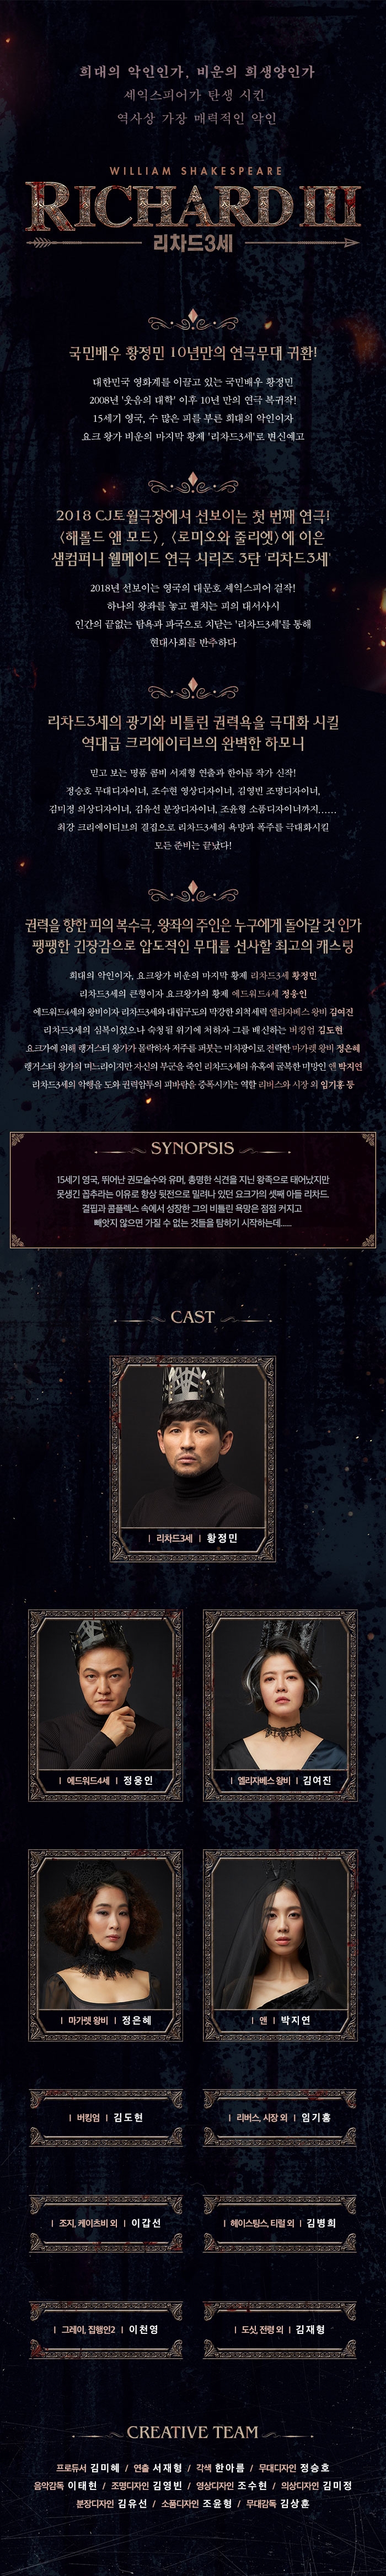 희대의 악인인가, 비운의 희생양인가
셰익스피어가 탄생 시킨
역사상 가장 매력적인 악인
WILLIAM SHAKESPEARE
RICHARD III
리차드3세
국민배우 황정민 10년만의 연극무대 귀환!
대한민국 영화계를 이끌고 있는 국민배우 황정민
2008년 '웃음의 대학' 이후 10년 만의 연극 복귀작!
15세기 영국, 수 많은 피를 부른 희대의 악인이자
요크 왕가 비운의 마지막 황제 '리차드3세'로 변신예고
2018 CJ토월극장에서 선보이는 첫 번째 연극!
〈해롤드 앤 모드〉, 〈로미오와 줄리엣〉에 이은
샘컴퍼니 웰메이드 연극 시리즈 3탄 '리차드3세'
2018년 선보이는 영국의 대문호 셰익스피어 걸작!
하나의 왕좌를 놓고 펼치는 피의 대서사시
인간의 끝없는 탐욕과 파국으로 치닫는 '리차드3세'를 통해
현대사회를 반추하다
리차드3세의 광기와 비틀린 권력욕을 극대화 시킬
역대급 크리에이티브의 완벽한 하모니
믿고 보는 명품 콤비 서재형 연출과 한아름 작가 신작!
정승호 무대디자이너, 조수현 영상디자이너, 김영빈 조명디자이너,
김미정 의상디자이너, 김유선 분장디자이너, 조윤형 소품디자이너까지......
최강 크리에이티브의 결집으로 리차드3세의 욕망과 폭주를 극대화시킬
모든 준비는 끝났다!
권력을 향한 피의 복수극, 왕좌의 주인은 누구에게 돌아갈 것 인가
팽팽한 긴장감으로 압도적인 무대를 선사할 최고의 캐스팅
희대의 악인이자, 요크왕가 비운의 마지막 황제 리차드3세 황정민
리차드3세의 큰형이자 요크왕가의 황제 에드워드4세 정웅인
에드워드4세의 왕비이자 리차드3세와 대립구도의 막강한 외척세력 엘리자베스 왕비 김여진
리차드3세의 심복이었으나 숙청될 위기에 처하자 그를 배신하는 버킹엄 김도현
요크가에 의해 랭거스터 왕가가 몰락하자 저주를 퍼붓는 미치광이로 전락한 마가렛 왕비 정은혜
랭거스터 왕가의 며느리이지만 자신의 부군을 죽인 리차드3세의 유혹에 굴복한 미망인 앤 박지연
리차드3세의 악행을 도와 권력암투의 피바람을 증폭시키는 역할 리버스와 시장 외 임기홍 등
SYNOPSIS
15세기 영국, 뛰어난 권모술수와 유머, 총명한 식견을 지닌 왕족으로 태어났지만
못생긴 꼽추라는 이유로 항상 뒷전으로 밀려나 있던 요크가의 셋째 아들 리차드.
결핍과 콤플렉스 속에서 성장한 그의 비틀린 욕망은 점점 커지고
빼앗지 않으면 가질 수 없는 것들을 탐하기 시작하는데......
CAST
| 리차드3세 | 황정민
| 에드워드4세 | 정웅인
| 엘리자베스 왕비 | 김여진
| 마가렛 왕비 | 정은혜
| 앤 | 박지연
| 버킹엄 | 김도현
| 리버스, 시장 외 | 임기홍
| 조지, 케이츠비 외 | 이갑선
| 헤이스팅스, 티럴 외 | 김병희
| 그레이, 집행인2 | 이천영
| 도싯, 전령 외 | 김재형
CREATIVE TEAM
프로듀서 김미혜 / 연출 서재형 / 각색 한아름 / 무대디자인 정승호
음악감독 이태헌 / 조명디자인 김영빈 / 영상디자인 조수현 / 의상디자인 김미정
분장디자인 김유선 / 소품디자인 조윤형 / 무대감독 김상훈